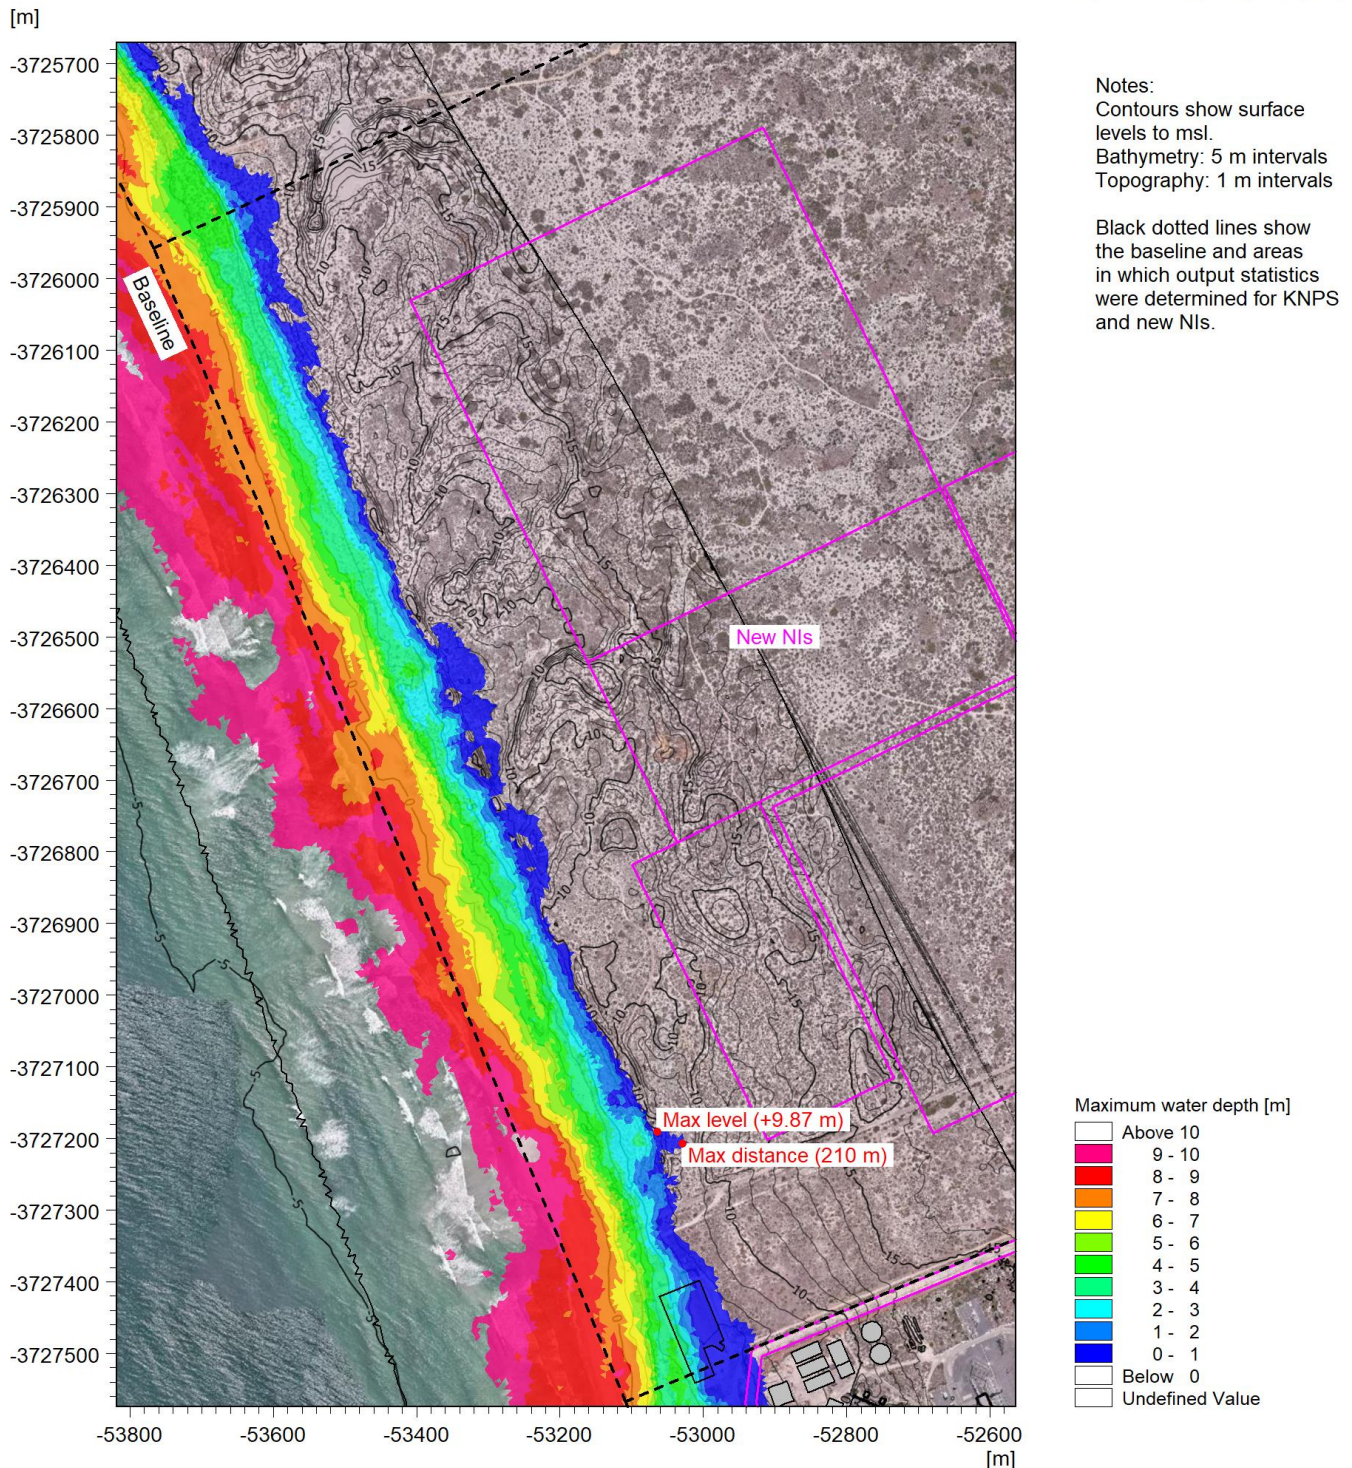 [m]
-3725700
-3725800
-3725900
-3726000
-3726100
-3726200
-3726300
-3726400
-3726500
-3726600
-3726700
-3726800
-3726900
-3727000
-3727100
-3727200
-3727300
-3727400
-3727500
-53800
-53600
-53400
-53200
-53000
-52800
-52600
[m]
Baseline
New NIs
Max level (+9.87 m)
Max distance (210 m)
Notes:
Contours show surface
levels to msl.
Bathymetry: 5 m intervals
Topography: 1 m intervals
Black dotted lines show
the baseline and areas
in which output statistics
were determined for KNPS
and new NIs.
Maximum water depth [m]
Above 10
9 - 10
8 - 9
7 - 8
6 - 7
5 - 6
4 - 5
3 - 4
2 - 3
1 - 2
0 - 1
Below 0
Undefined Value